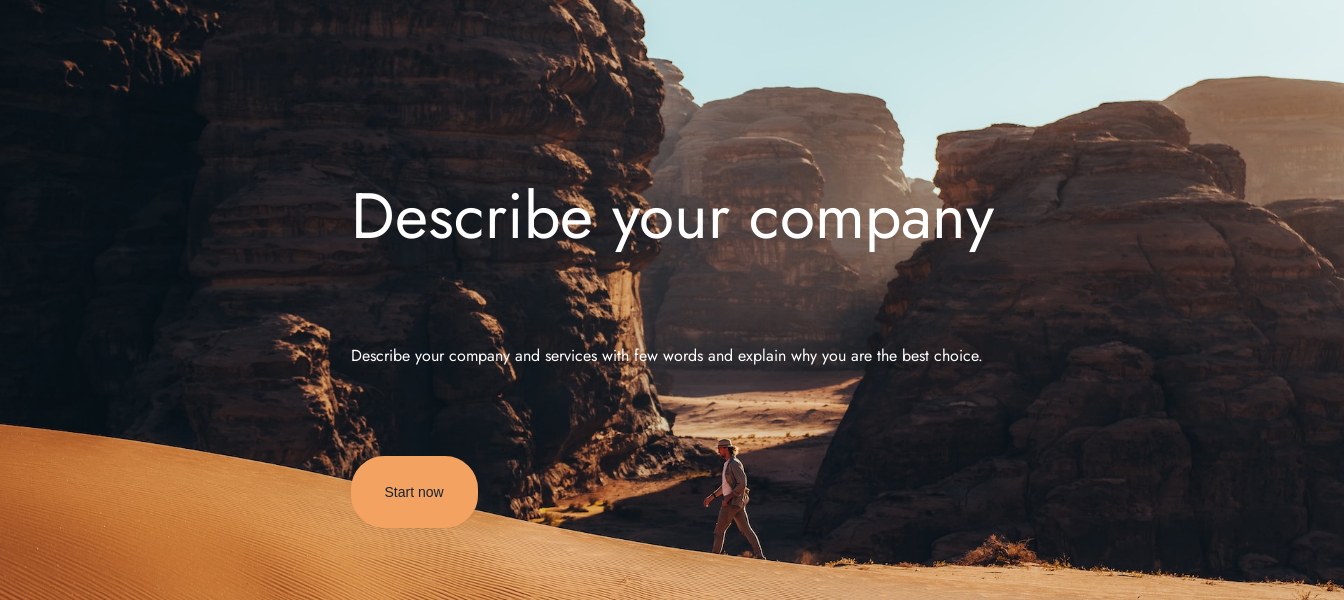 Describe your company
Describe your company and services with few words and explain why you are the best choice.
Start now